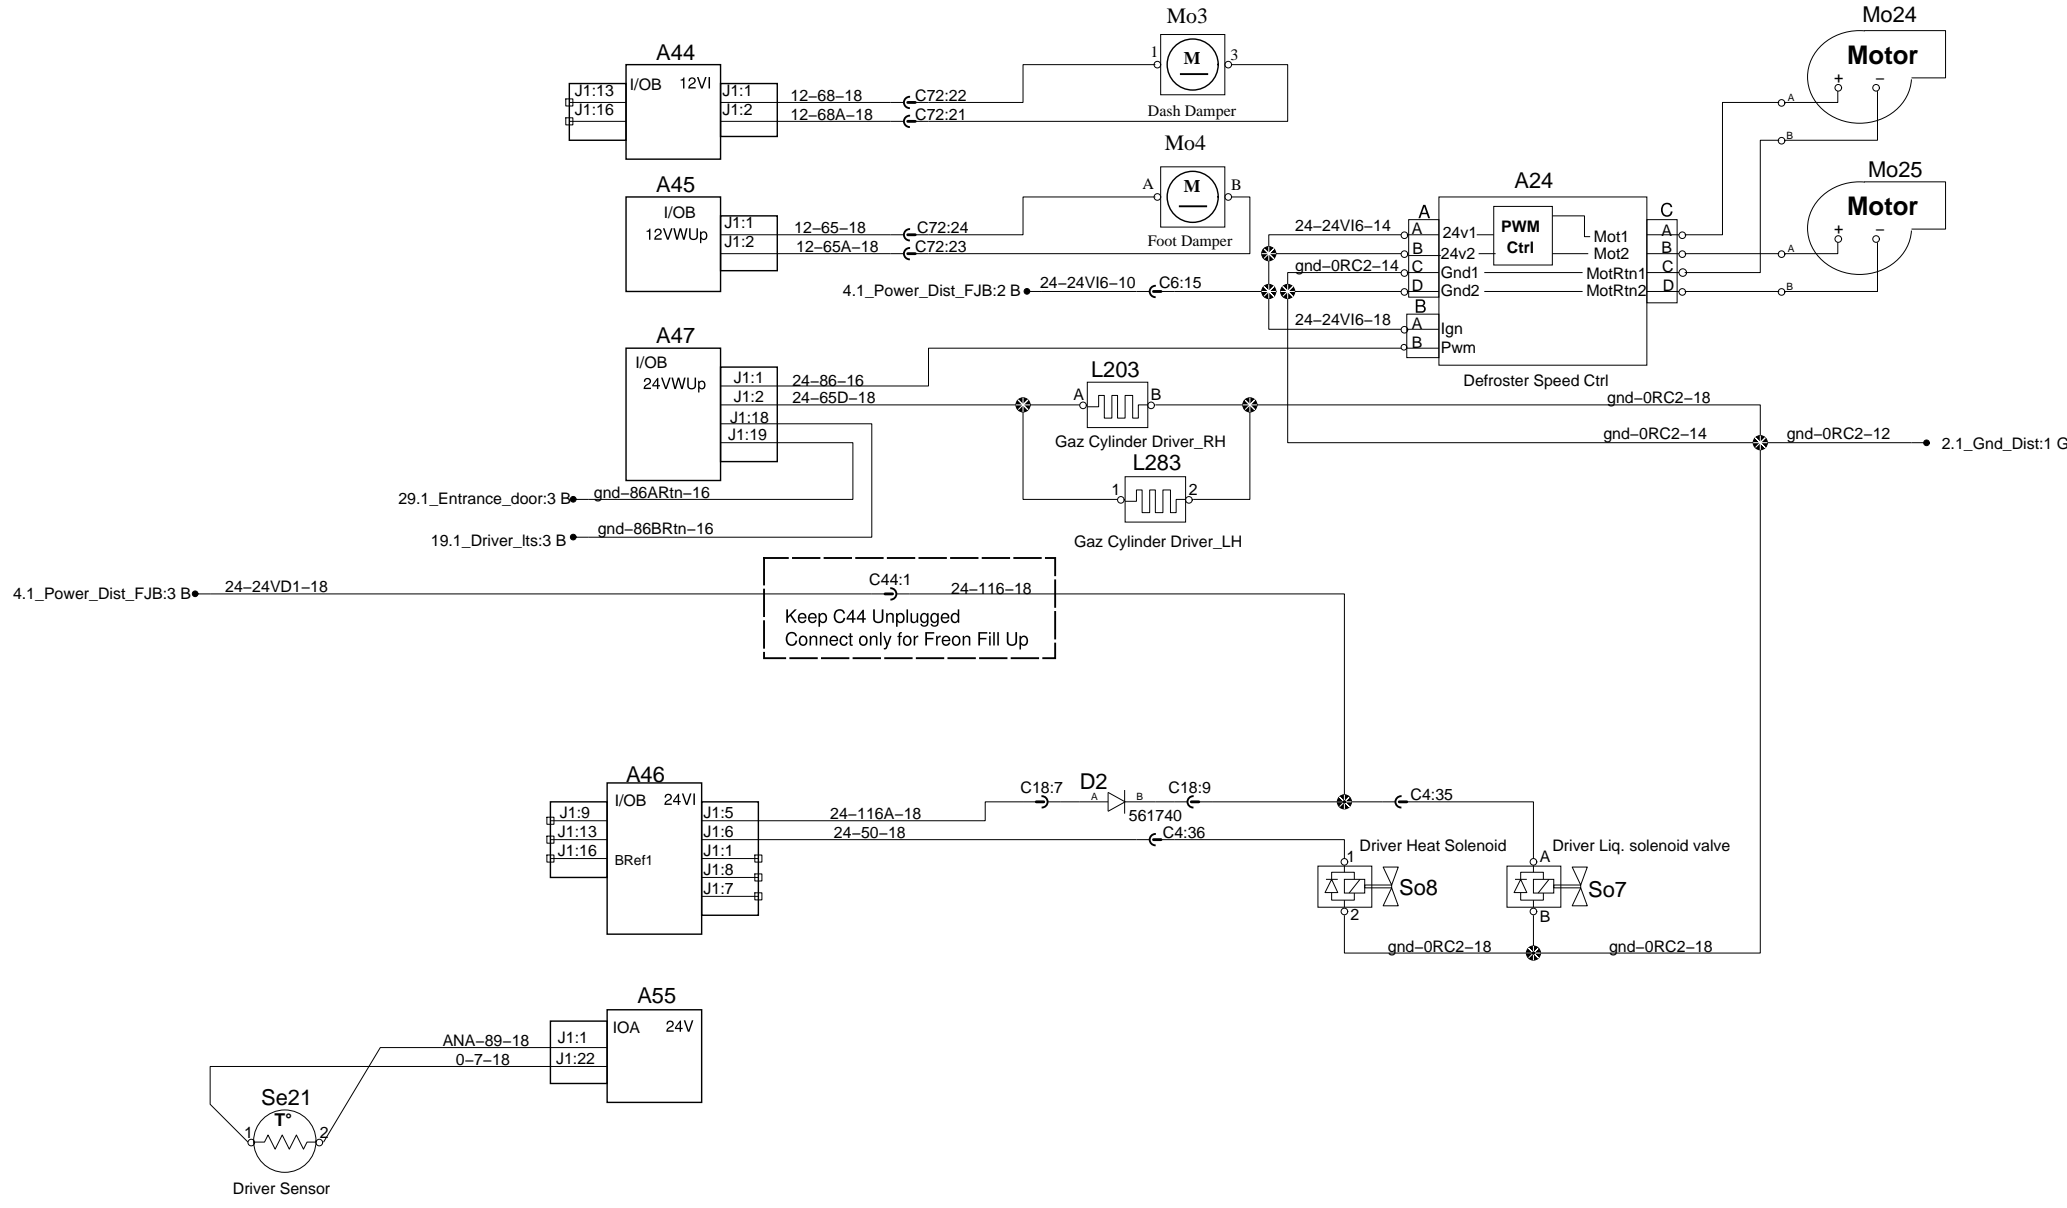 Mo3
Mo24
A44
I/OB 12VI
J1:13
J1:16
J1:1
J1:2
12–68–18
12–68A–18
C72:22
C72:21
1
M
3
Dash Damper
Motor
+ –
A
B
Mo4
A45
I/OB
12VWUp
J1:1
J1:2
12–65–18
12–65A–18
C72:24
C72:23
A
M
B
Foot Damper
Mo25
Motor
+ –
A
B
A24
A
A
B
C
D
B
A
B
24v1
24v2
Gnd1
Gnd2
Ign
Pwm
PWM
Ctrl
Mot1
Mot2
MotRtn1
MotRtn2
C
A
B
C
D
Defroster Speed Ctrl
24–24VI6–14
gnd–0RC2–14
24–24VI6–18
4.1_Power_Dist_FJB:2 B
24–24VI6–10
C6:15
A47
I/OB
24VWUp
J1:1
J1:2
J1:18
J1:19
24–86–16
24–65D–18
L203
A
B
Gaz Cylinder Driver_RH
L283
1
2
Gaz Cylinder Driver_LH
gnd–0RC2–18
gnd–0RC2–14
gnd–0RC2–12
2.1_Gnd_Dist:1 G
29.1_Entrance_door:3 B
gnd–86ARtn–16
19.1_Driver_lts:3 B
gnd–86BRtn–16
4.1_Power_Dist_FJB:3 B
24–24VD1–18
C44:1
24–116–18
Keep C44 Unplugged
Connect only for Freon Fill Up
A46
I/OB 24VI
BRef1
J1:9
J1:13
J1:16
J1:5
J1:6
J1:1
J1:8
J1:7
24–116A–18
24–50–18
C18:7
D2
A
B
561740
C18:9
C4:35
C4:36
Driver Heat Solenoid
1
2
So8
Driver Liq. solenoid valve
A
B
So7
gnd–0RC2–18
gnd–0RC2–18
A55
IOA 24V
J1:1
J1:22
ANA–89–18
0–7–18
Se21
T°
1
2
Driver Sensor